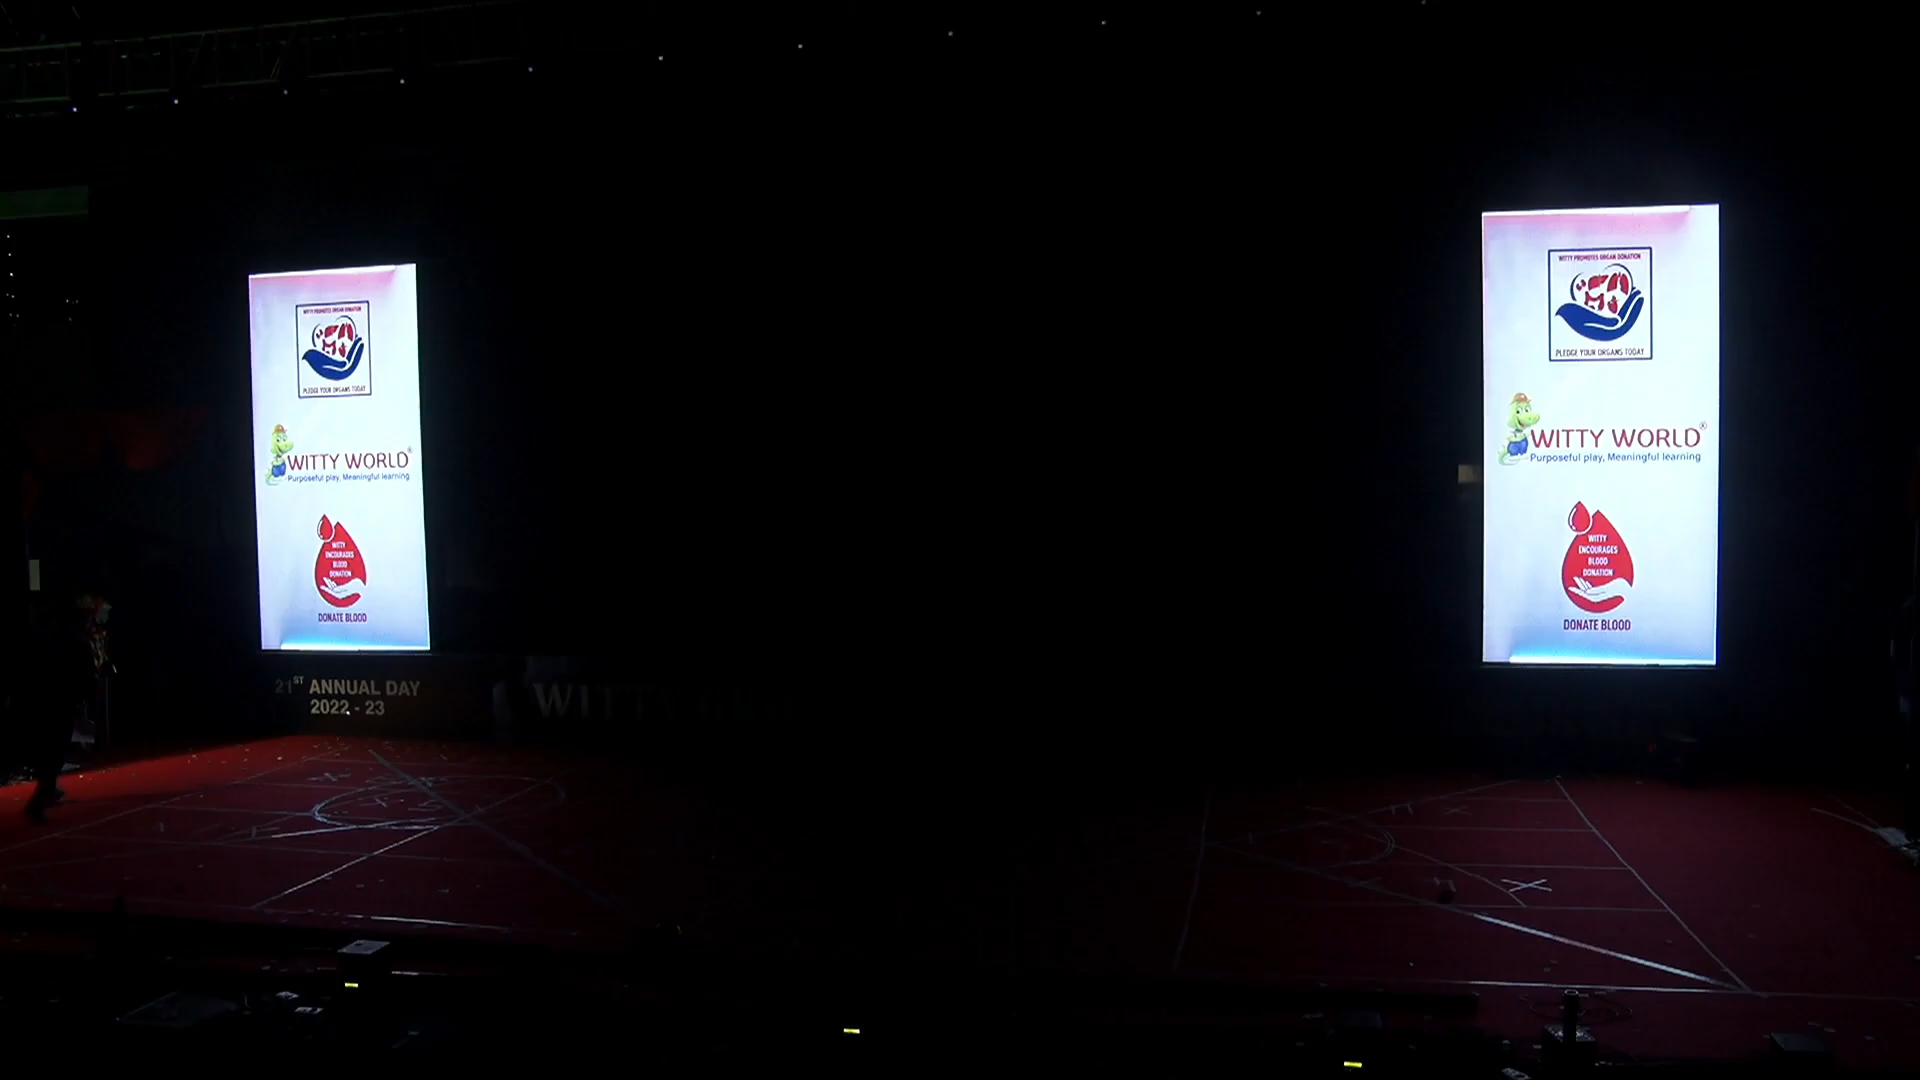 WITTY PROMOTES ORGAN DONATION
PLEDGE YOUR ORGANS TODAY
WITTY WORLD®
Purposeful play, Meaningful learning
WITTY
ENCOURAGES
BLOOD
DONATION
DONATE BLOOD
21ST ANNUAL DAY
2022 - 23
WITTY
WITTY PROMOTES ORGAN DONATION
PLEDGE YOUR ORGANS TODAY
WITTY WORLD®
Purposeful play, Meaningful learning
WITTY
ENCOURAGES
BLOOD
DONATION
DONATE BLOOD